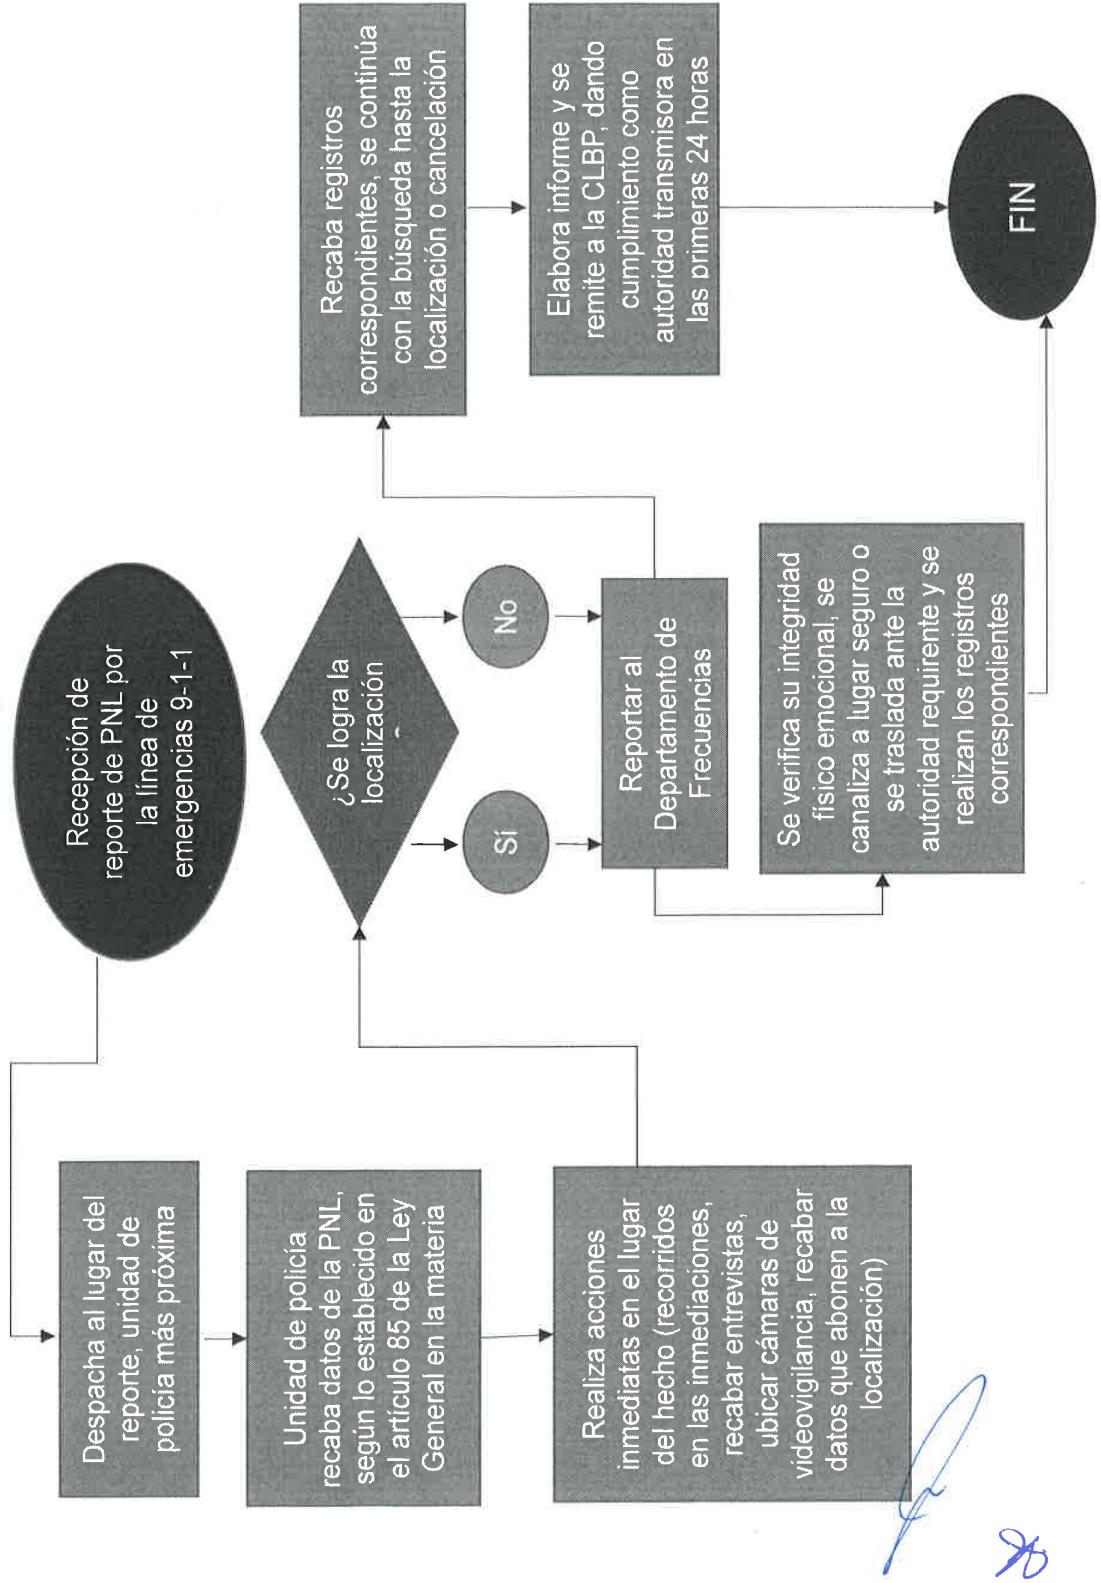 Recepción de
reporte de PNL por
la línea de
emergencias 9-1-1
Despacha al lugar del
reporte, unidad de
policía más próxima
Unidad de policía
recaba datos de la PNL,
según lo establecido en
el artículo 85 de la Ley
General en la materia
Realiza acciones
inmediatas en el lugar
del hecho (recorridos
en las inmediaciones,
recabar entrevistas,
ubicar cámaras de
videovigilancia, recabar
datos que abonen a la
localización)
¿Se logra la
localización
Sí
No
Reportar al
Departamento de
Frecuencias
Se verifica su integridad
físico emocional, se
canaliza a lugar seguro o
se traslada ante la
autoridad requirente y se
realizan los registros
correspondientes
Recaba registros
correspondientes, se continúa
con la búsqueda hasta la
localización o cancelación
Elabora informe y se
remite a la CLBP, dando
cumplimiento como
autoridad transmisora en
las primeras 24 horas
FIN